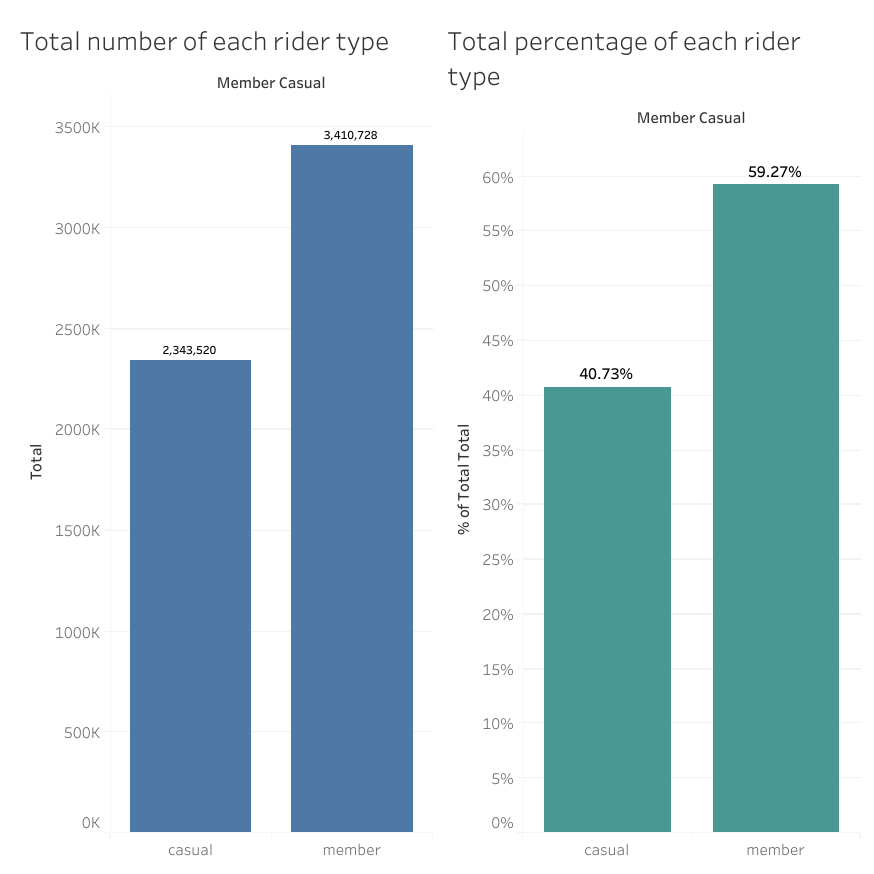 Total number of each rider type
Member Casual
3500K
3000K
2500K
2000K
1500K
1000K
500K
0K
Total
3,410,728
2,343,520
casual
member
Total percentage of each rider
type
Member Casual
60%
55%
50%
45%
40%
35%
30%
25%
20%
15%
10%
5%
0%
% of Total Total
59.27%
40.73%
casual
member